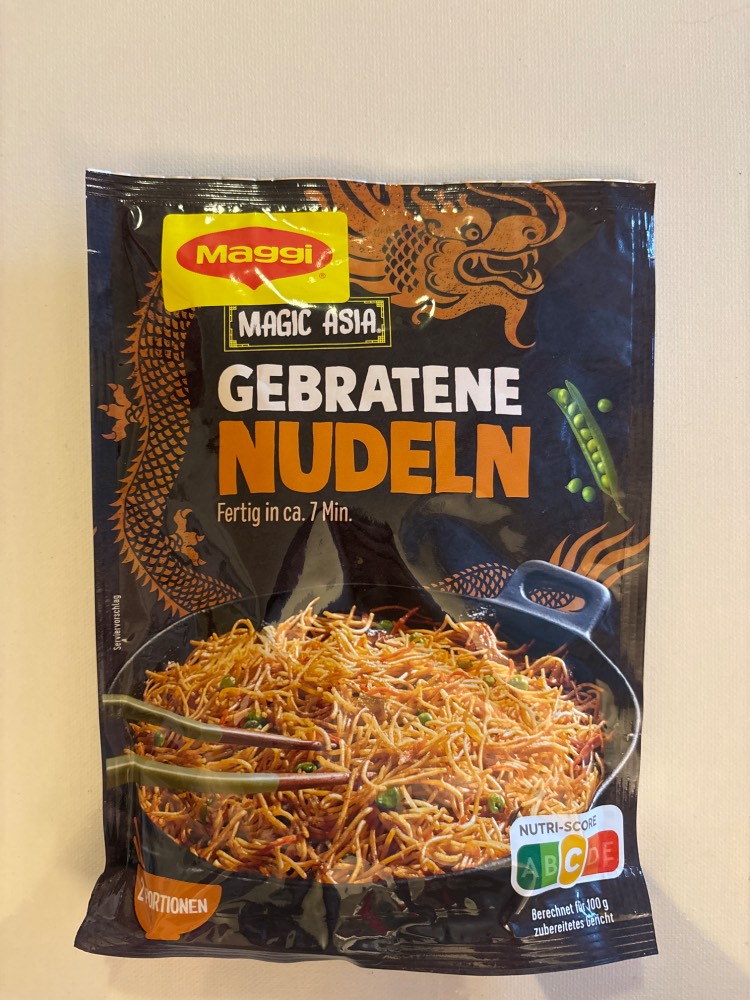 Maggi®
MAGIC ASIA®
GEBRATENE
NUDELN
Fertig in ca. 7 Min.
Serviervorschlag
2 PORTIONEN
NUTRI-SCORE
A B C D E
Berechnet für 100 g
zubereitetes Gericht